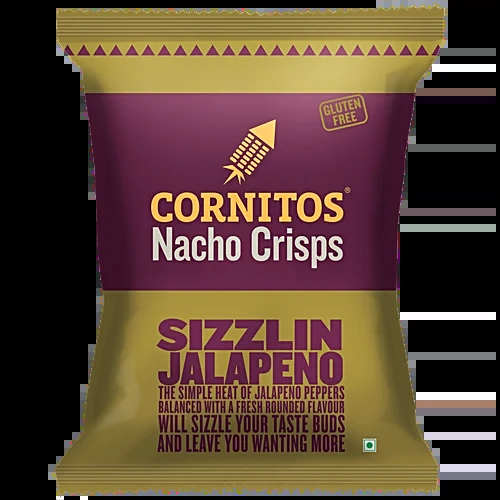 GLUTEN
FREE
CORNITOS®
Nacho Crisps
SIZZLIN
JALAPENO
THE SIMPLE HEAT OF JALAPENO PEPPERS
BALANCED WITH A FRESH ROUNDED FLAVOUR
WILL SIZZLE YOUR TASTE BUDS
AND LEAVE YOU WANTING MORE